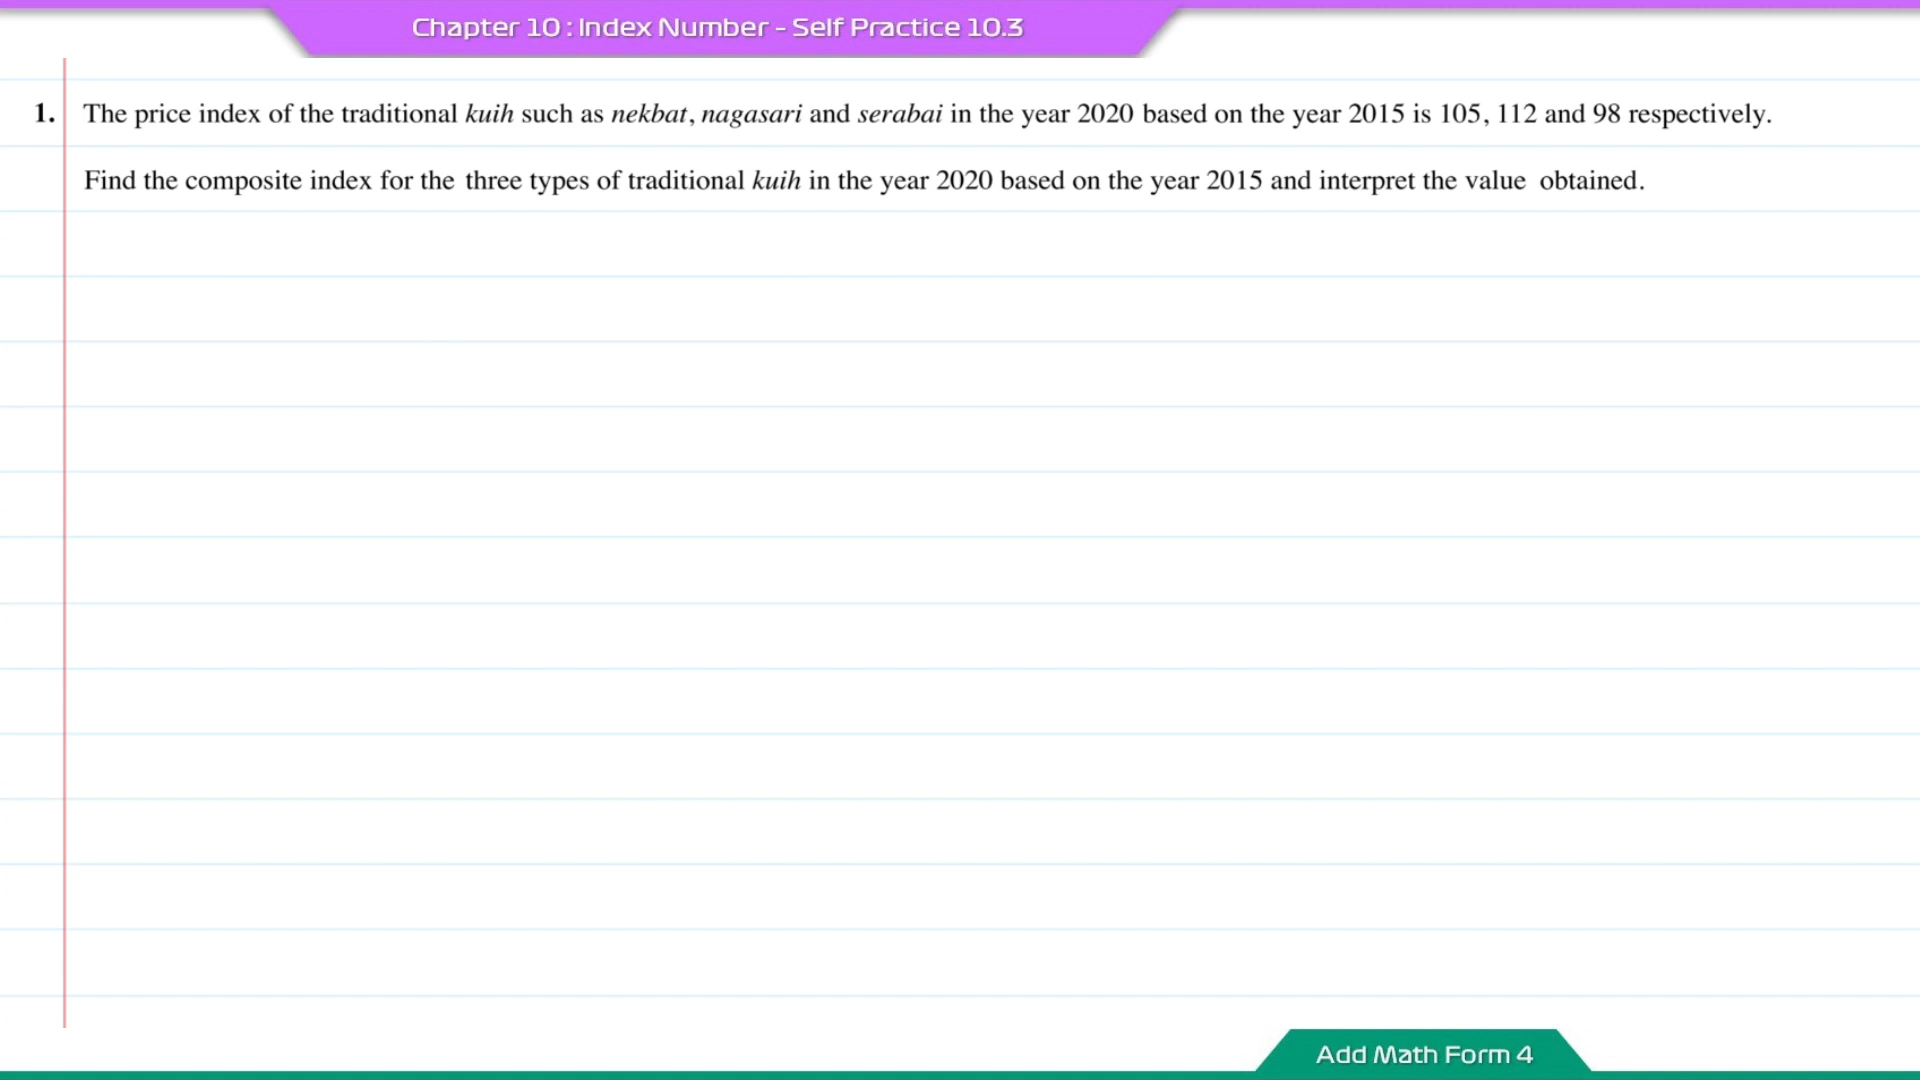 Chapter 10 : Index Number - Self Practice 10.3
1. The price index of the traditional kuih such as nekbat, nagasari and serabai in the year 2020 based on the year 2015 is 105, 112 and 98 respectively.
Find the composite index for the three types of traditional kuih in the year 2020 based on the year 2015 and interpret the value obtained.
Add Math Form 4